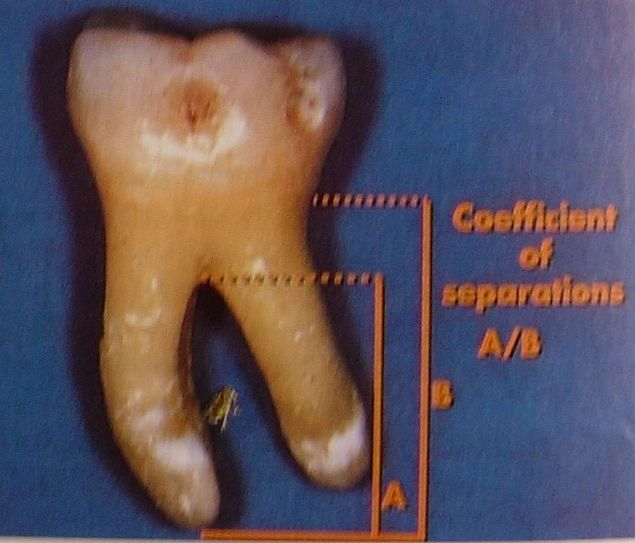 Coefficient
of
separations
A/B
B
A